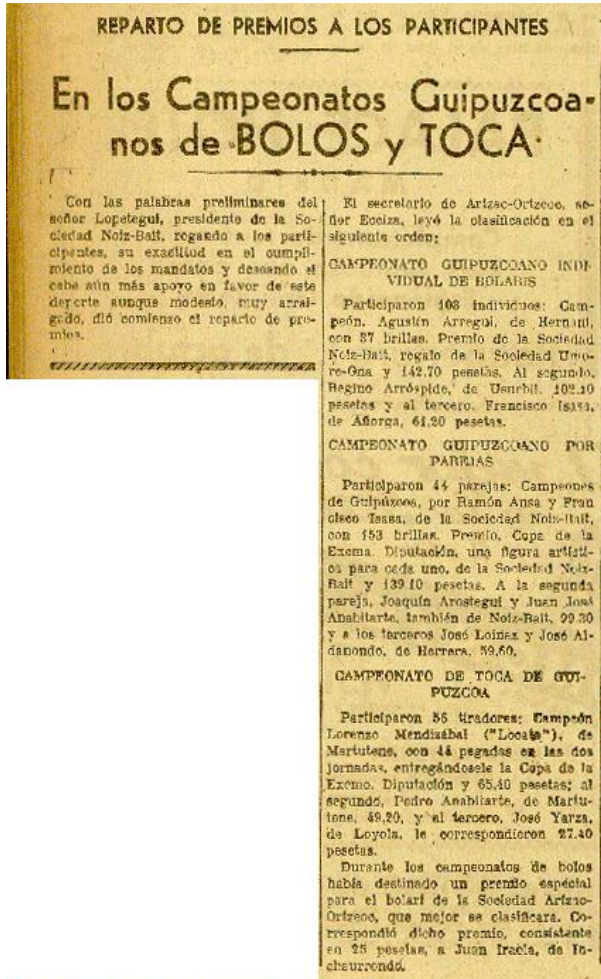 REPARTO DE PREMIOS A LOS PARTICIPANTES
En los Campeonatos Guipuzcoa-
nos de BOLOS y TOCA
Con las palabras preliminares del
señor Lopetegui, presidente de la So-
ciedad Noiz-Bait, rogando a los parti-
cipantes, su exactitud en el cumpli-
miento de los mandatos y deseando si
cabe aún más apoyo en favor de este
deporte aunque modesto, muy arrai-
gado, dió comienzo el reparto de pre-
mios.
El secretario de Artzac-Ortzeoc, se-
ñor Eceiza, leyó la clasificación en el
siguiente orden:
CAMPEONATO GUIPUZCOANO INDI-
VIDUAL DE BOLARIS
Participaron 103 individuos: Cam-
peón, Agustín Arregui, de Hernani,
con 87 brillas. Premio de la Sociedad
Noiz-Bait, regalo de la Sociedad Umo-
re-Ona y 142.70 pesetas. Al segundo,
Regino Arróspide, de Usurbil, 102.10
pesetas y al tercero, Francisco Isasa,
de Añorga, 61.20 pesetas.
CAMPEONATO GUIPUZCOANO POR
PAREJAS
Participaron 44 parejas: Campeones
de Guipúzcoa, por Ramón Ansa y Fran
cisco Isasa, de la Sociedad Noiz-Bait,
con 153 brillas. Premio, Copa de la
Excma. Diputación, una figura artísti-
ca para cada uno, de la Sociedad Noiz-
Bait y 139.10 pesetas. A la segunda
pareja, Joaquín Arostegui y Juan José
Anabitarte, también de Noiz-Bait, 99.30
y a los terceros José Loinaz y José Al-
danondo, de Herrera, 59.60.
CAMPEONATO DE TOCA DE GUI-
PUZCOA
Participaron 56 tiradores: Campeón
Lorenzo Mendizábal ("Locate"), de
Martutene, con 44 pegadas en las dos
jornadas, entregándosele la Copa de la
Excmo. Diputación y 65.40 pesetas; al
segundo, Pedro Anabitarte, de Martu-
tene, 49.20, y al tercero, José Yarza,
de Loyola, le correspondieron 27.40
pesetas.
Durante los campeonatos de bolos
había destinado un premio especial
para el bolari de la Sociedad Artzac-
Ortzeoc, que mejor se clasificara. Co-
rrespondió dicho premio, consistente
en 25 pesetas, a Juan Iraola, de In-
chaurrondo.